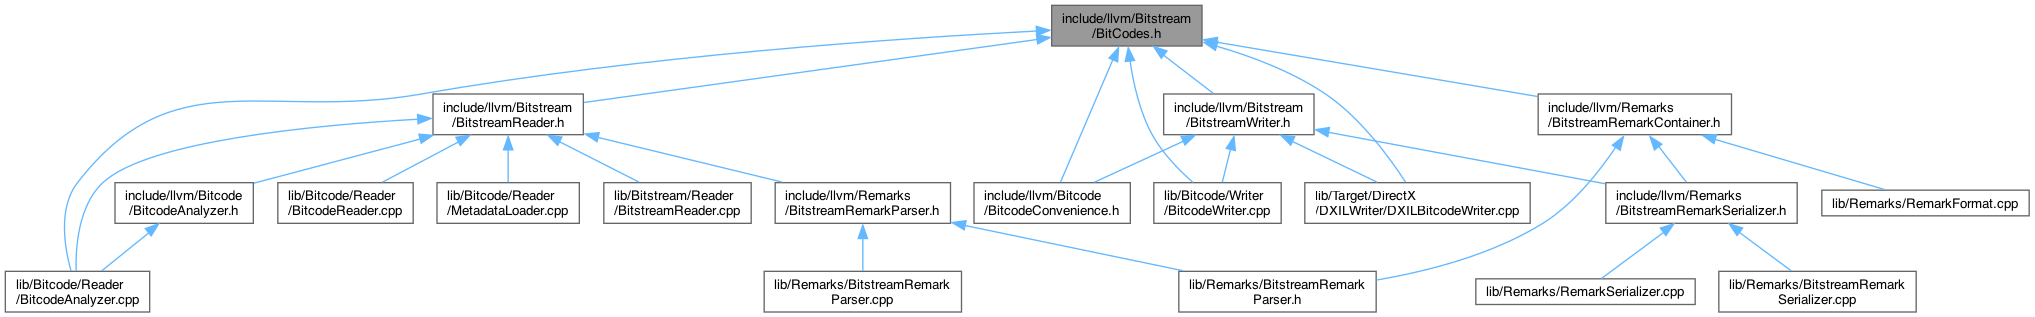 include/llvm/Bitstream
/BitCodes.h
include/llvm/Bitstream
/BitstreamReader.h
include/llvm/Bitstream
/BitstreamWriter.h
include/llvm/Remarks
/BitstreamRemarkContainer.h
include/llvm/Bitcode
/BitcodeAnalyzer.h
lib/Bitcode/Reader
/BitcodeReader.cpp
lib/Bitcode/Reader
/MetadataLoader.cpp
lib/Bitstream/Reader
/BitstreamReader.cpp
include/llvm/Remarks
/BitstreamRemarkParser.h
include/llvm/Bitcode
/BitcodeConvenience.h
lib/Bitcode/Writer
/BitcodeWriter.cpp
lib/Target/DirectX
/DXILWriter/DXILBitcodeWriter.cpp
include/llvm/Remarks
/BitstreamRemarkSerializer.h
lib/Remarks/RemarkFormat.cpp
lib/Bitcode/Reader
/BitcodeAnalyzer.cpp
lib/Remarks/BitstreamRemark
Parser.cpp
lib/Remarks/BitstreamRemark
Parser.h
lib/Remarks/RemarkSerializer.cpp
lib/Remarks/BitstreamRemark
Serializer.cpp